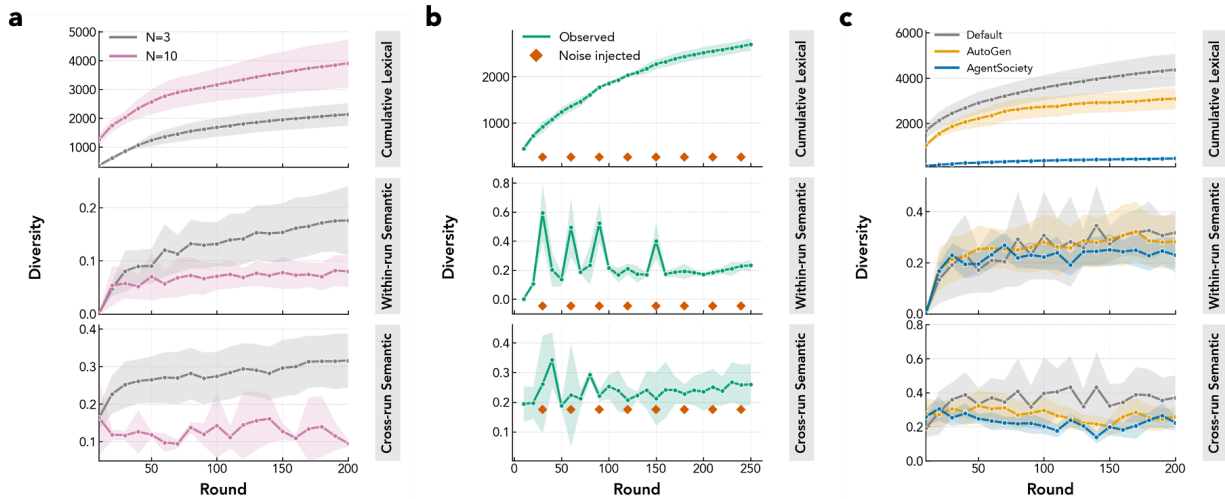 a
N=3
N=10
5000
4000
3000
2000
1000
Cumulative Lexical
0.2
0.1
0.0
Within-run Semantic
0.4
0.3
0.2
0.1
Cross-run Semantic
Diversity
50
100
150
200
Round
b
Observed
Noise injected
2000
1000
Cumulative Lexical
0.8
0.6
0.4
0.2
0.0
Within-run Semantic
0.4
0.3
0.2
0.1
Cross-run Semantic
Diversity
0
50
100
150
200
250
Round
c
Default
AutoGen
AgentSociety
6000
4000
2000
Cumulative Lexical
0.4
0.2
0.0
Within-run Semantic
0.8
0.6
0.4
0.2
0.0
Cross-run Semantic
Diversity
50
100
150
200
Round